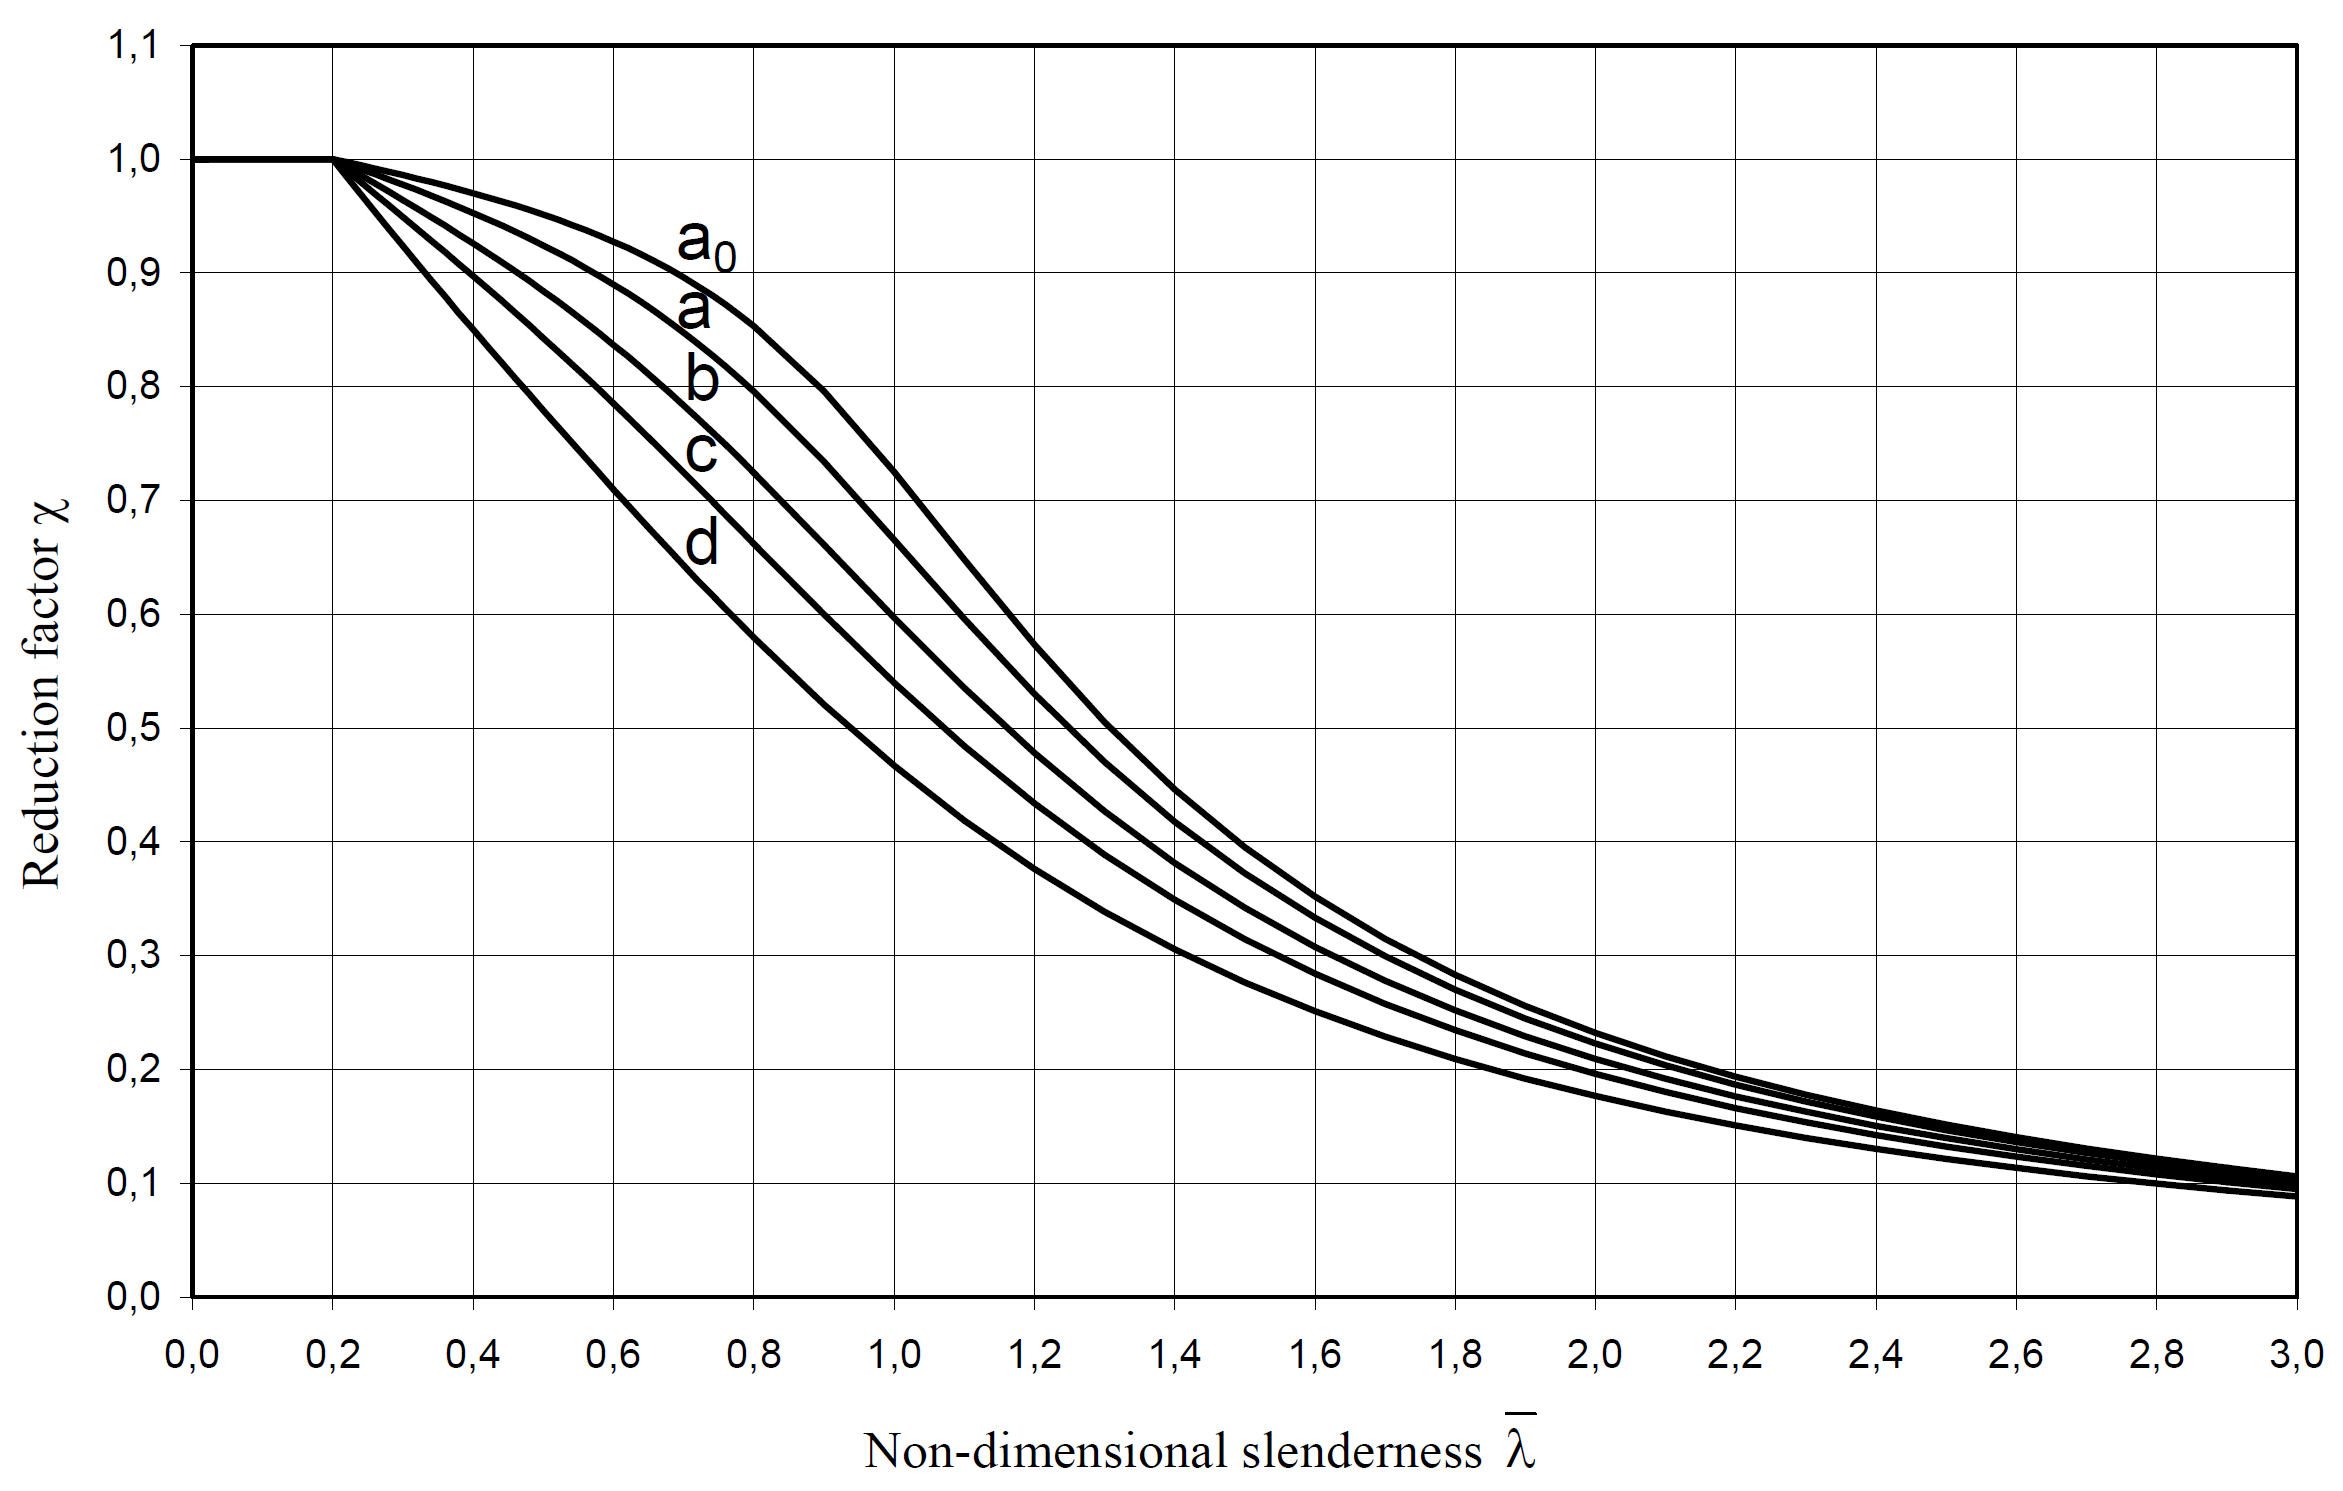 1,1
1,0
0,9
0,8
0,7
0,6
0,5
0,4
0,3
0,2
0,1
0,0
Reduction factor χ
a₀
a
b
c
d
0,0 0,2 0,4 0,6 0,8 1,0 1,2 1,4 1,6 1,8 2,0 2,2 2,4 2,6 2,8 3,0
Non-dimensional slenderness λ̅